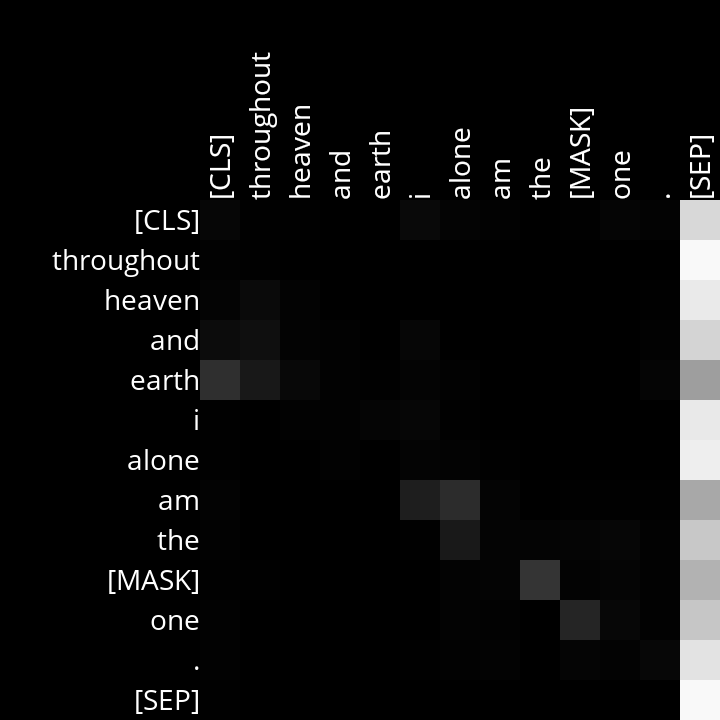 [CLS] throughout heaven and earth i alone am the [MASK] one . [SEP]
[CLS]
throughout
heaven
and
earth
i
alone
am
the
[MASK]
one
.
[SEP]